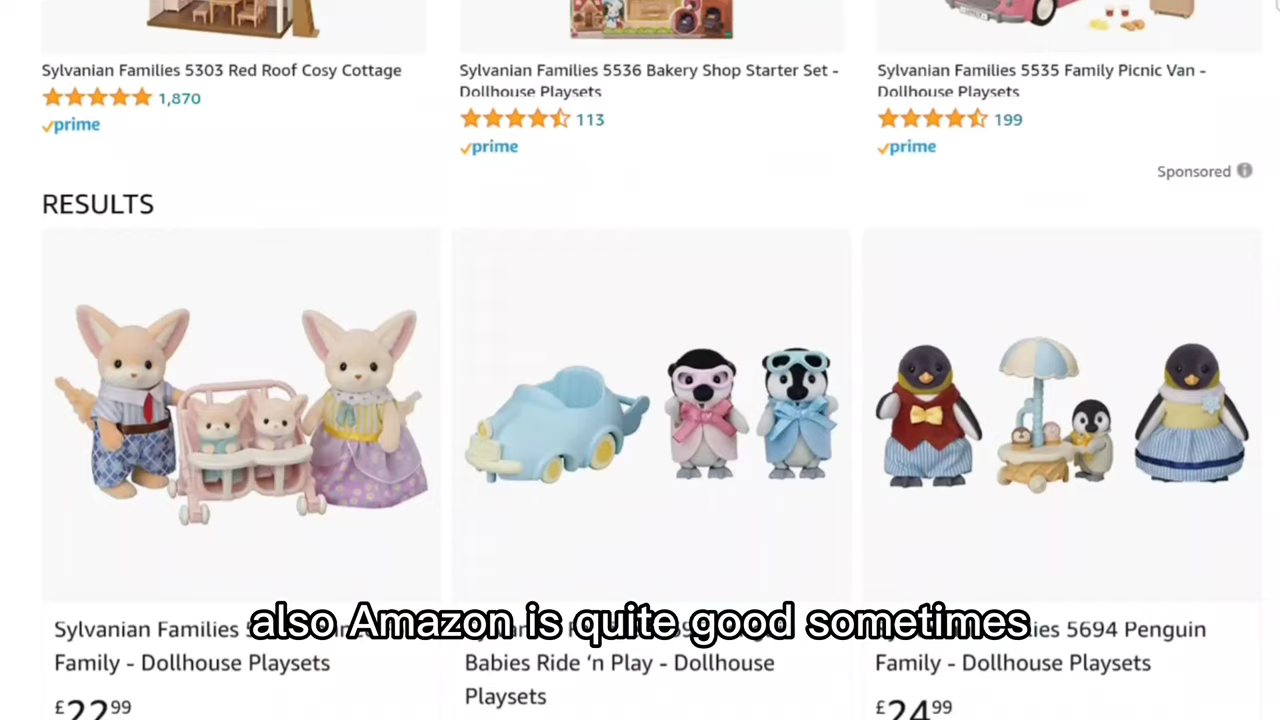 Sylvanian Families 5303 Red Roof Cosy Cottage
1,870
prime
Sylvanian Families 5536 Bakery Shop Starter Set -
Dollhouse Playsets
113
prime
Sylvanian Families 5535 Family Picnic Van -
Dollhouse Playsets
199
prime
Sponsored
RESULTS
Sylvanian Families
Family - Dollhouse Playsets
£22.99
Babies Ride ‘n Play - Dollhouse
Playsets
5694 Penguin
Family - Dollhouse Playsets
£24.99
also Amazon is quite good sometimes